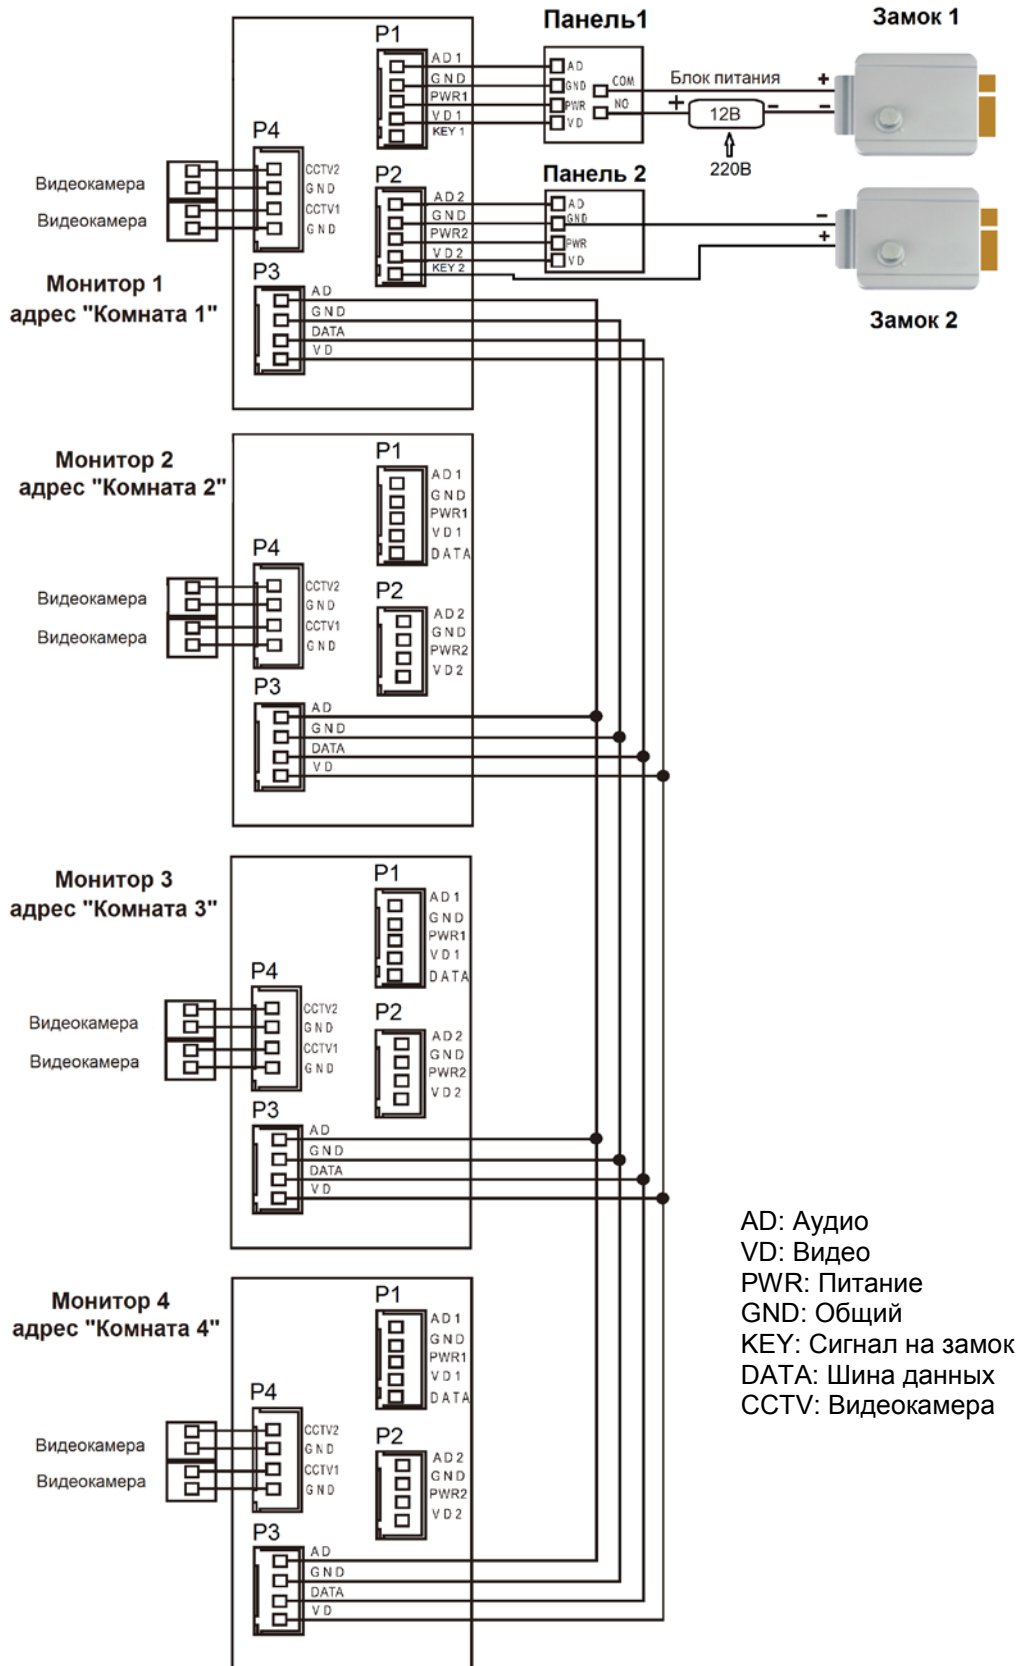 Панель1
Замок 1
P1
AD1
GND
PWR1
VD1
KEY 1
AD
GND
PWR
VD
COM
NO
Блок питания
+
12В
-
220В
+
-
P4
CCTV2
GND
CCTV1
GND
Видеокамера
Видеокамера
P2
AD2
GND
PWR2
VD2
KEY 2
Панель 2
AD
GND
PWR
VD
-
+
Замок 2
Монитор 1
адрес "Комната 1"
P3
AD
GND
DATA
VD
Монитор 2
адрес "Комната 2"
P1
AD1
GND
PWR1
VD1
DATA
P4
CCTV2
GND
CCTV1
GND
Видеокамера
Видеокамера
P2
AD2
GND
PWR2
VD2
P3
AD
GND
DATA
VD
Монитор 3
адрес "Комната 3"
P1
AD1
GND
PWR1
VD1
DATA
P4
CCTV2
GND
CCTV1
GND
Видеокамера
Видеокамера
P2
AD2
GND
PWR2
VD2
P3
AD
GND
DATA
VD
AD: Аудио
VD: Видео
PWR: Питание
GND: Общий
KEY: Сигнал на замок
DATA: Шина данных
CCTV: Видеокамера
Монитор 4
адрес "Комната 4"
P1
AD1
GND
PWR1
VD1
DATA
P4
CCTV2
GND
CCTV1
GND
Видеокамера
Видеокамера
P2
AD2
GND
PWR2
VD2
P3
AD
GND
DATA
VD